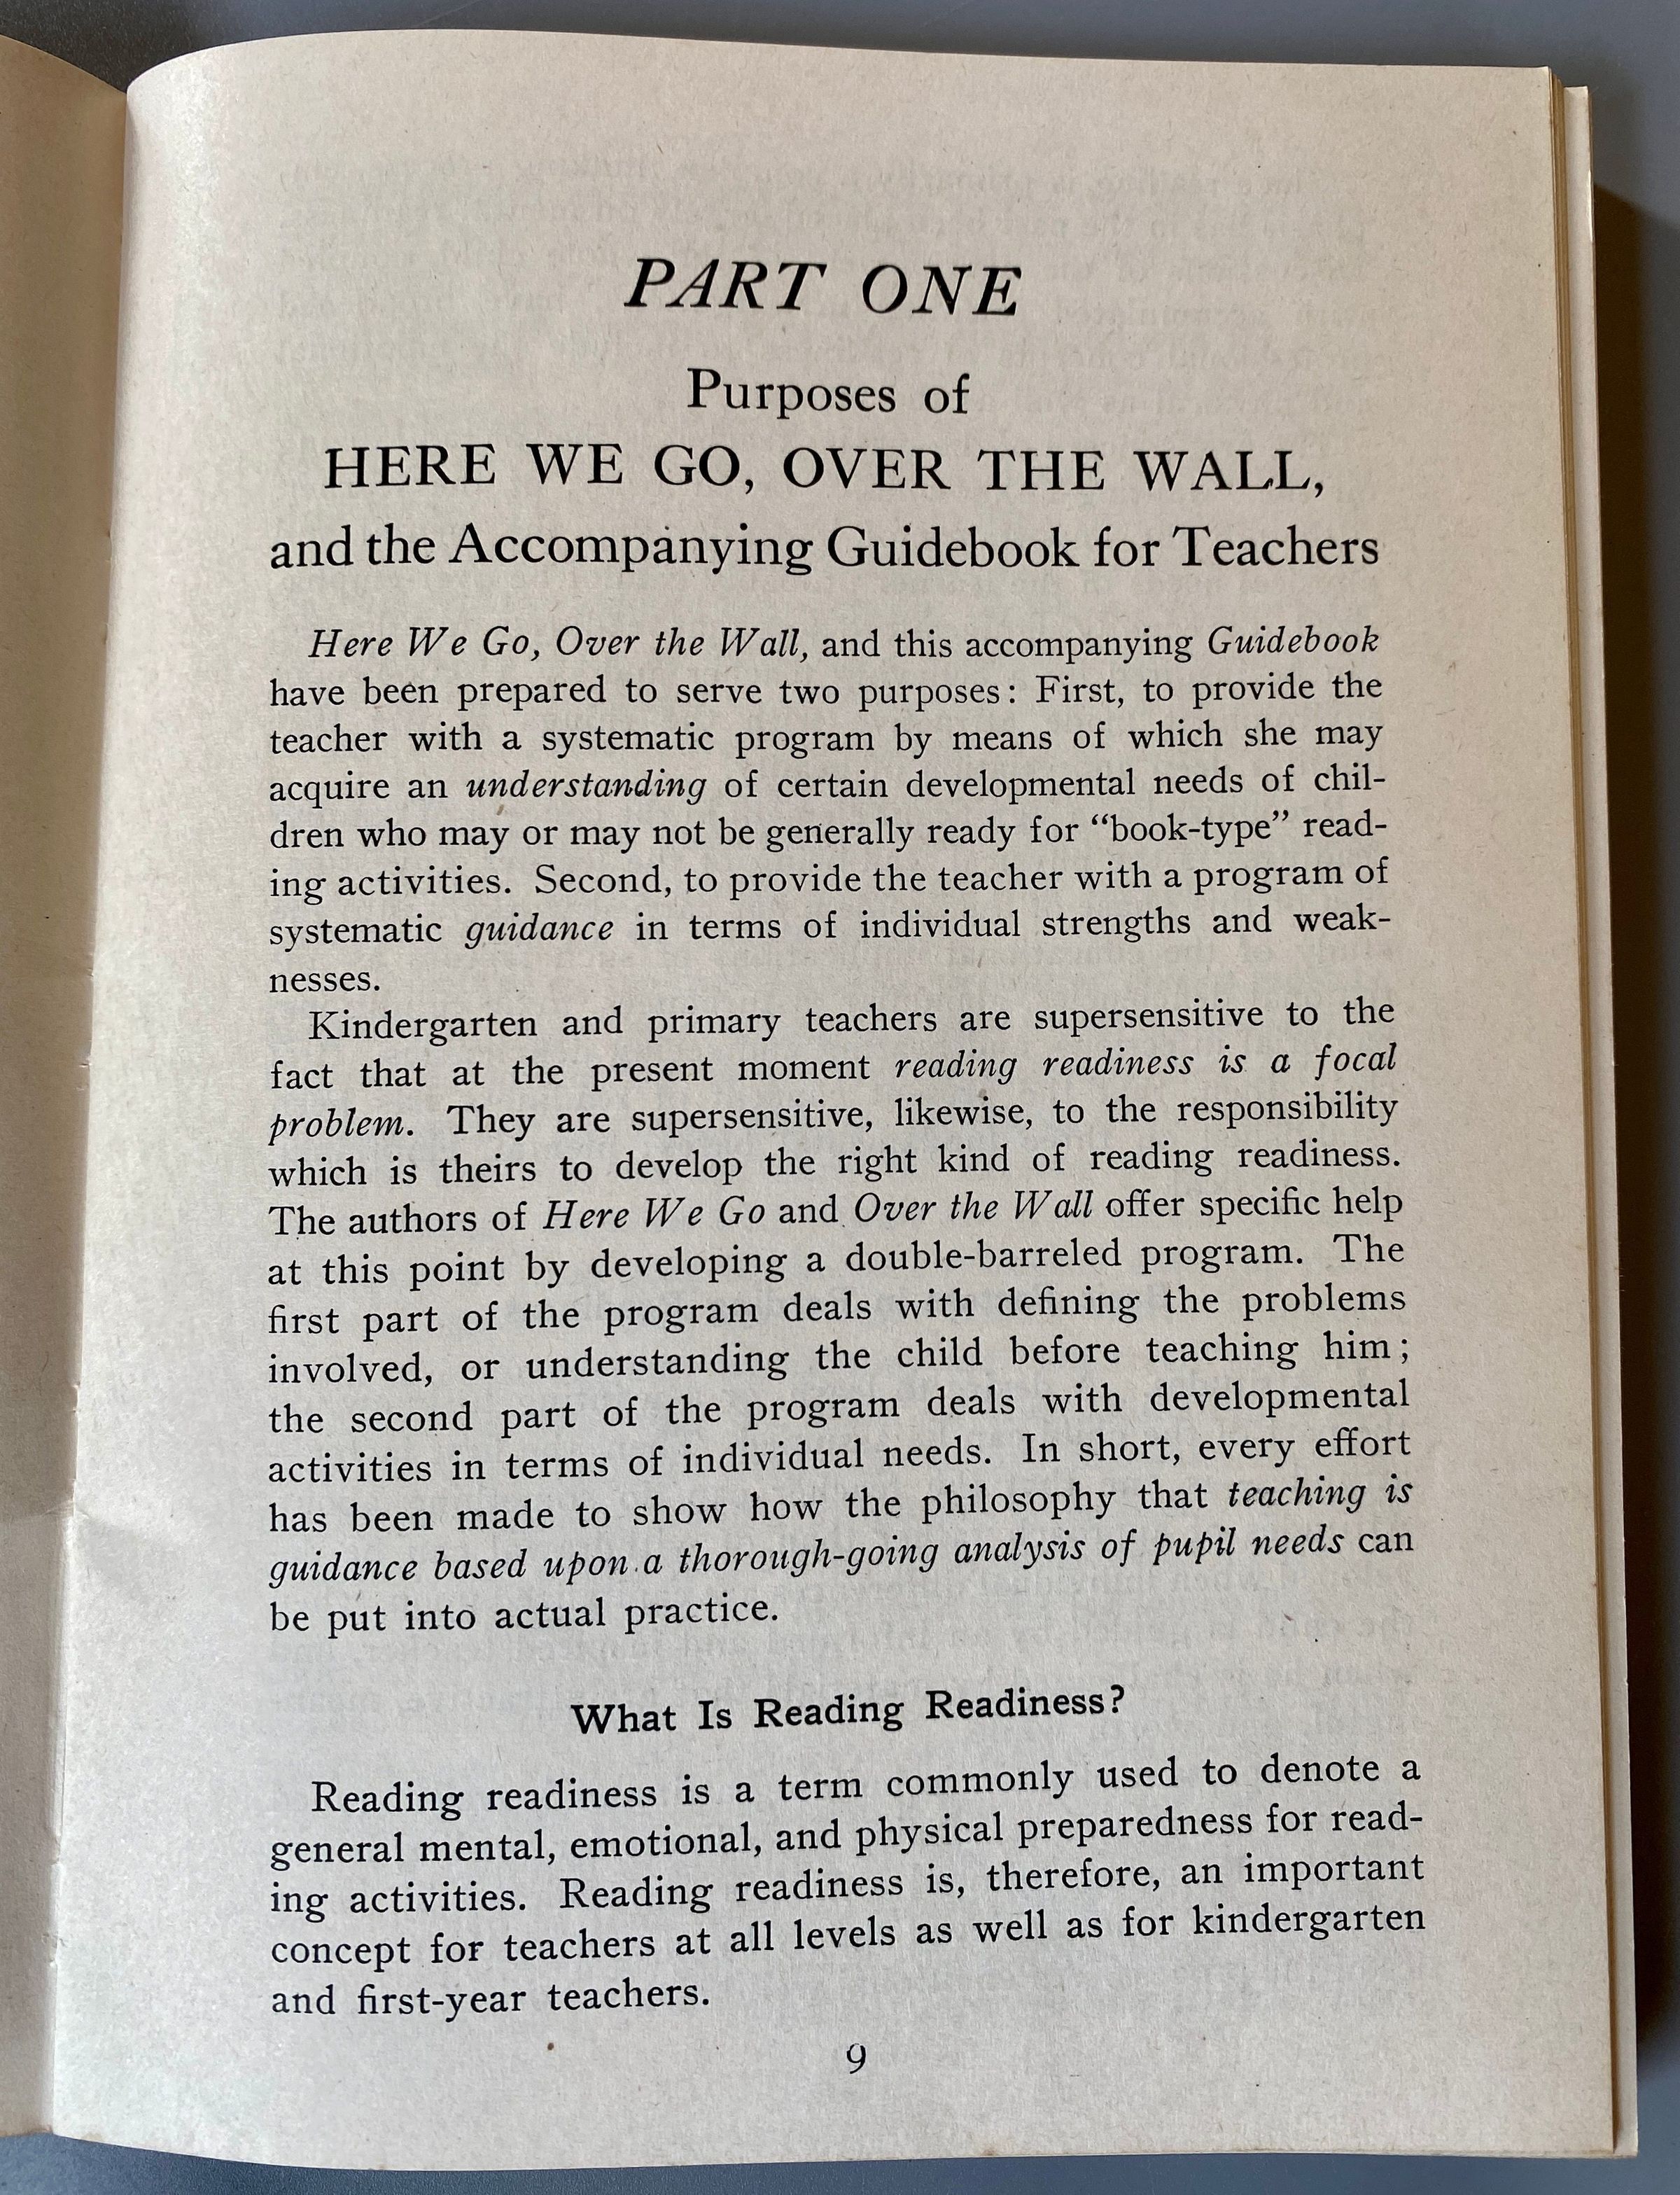 PART ONE
Purposes of
HERE WE GO, OVER THE WALL,
and the Accompanying Guidebook for Teachers
Here We Go, Over the Wall, and this accompanying Guidebook
have been prepared to serve two purposes: First, to provide the
teacher with a systematic program by means of which she may
acquire an understanding of certain developmental needs of chil-
dren who may or may not be generally ready for “book-type” read-
ing activities. Second, to provide the teacher with a program of
systematic guidance in terms of individual strengths and weak-
nesses.
Kindergarten and primary teachers are supersensitive to the
fact that at the present moment reading readiness is a focal
problem. They are supersensitive, likewise, to the responsibility
which is theirs to develop the right kind of reading readiness.
The authors of Here We Go and Over the Wall offer specific help
at this point by developing a double-barreled program. The
first part of the program deals with defining the problems
involved, or understanding the child before teaching him;
the second part of the program deals with developmental
activities in terms of individual needs. In short, every effort
has been made to show how the philosophy that teaching is
guidance based upon a thorough-going analysis of pupil needs can
be put into actual practice.
What Is Reading Readiness?
Reading readiness is a term commonly used to denote a
general mental, emotional, and physical preparedness for read-
ing activities. Reading readiness is, therefore, an important
concept for teachers at all levels as well as for kindergarten
and first-year teachers.
9